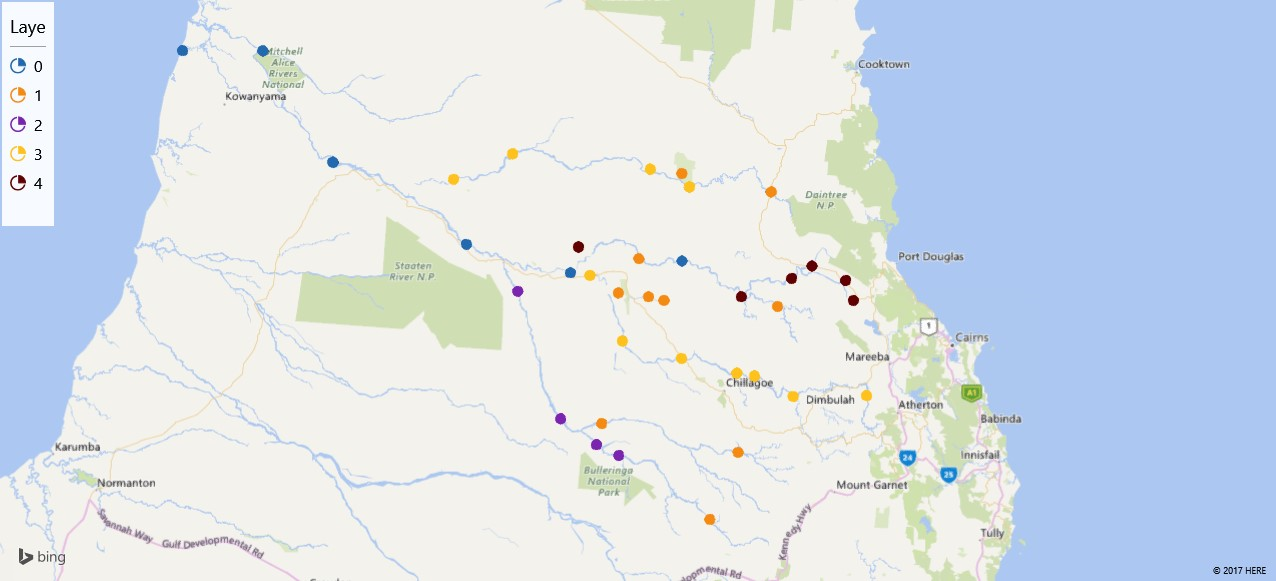 Laye
0
1
2
3
4
Mitchell
Alice
Rivers
National
Kowanyama
Cooktown
Daintree
N P
Staaten
River N.P
Port Douglas
1
Cairns
Mareeba
Chillagoe
Dimbulah
Atherton
A1
Babinda
Karumba
24
25
Innisfail
Bulleringa
National
Park
Normanton
Mount Garnet
Savannah Way
Gulf Developmental Rd
Kennedy Hwy
Tully
bing
opmental Rd
© 2017 HERE